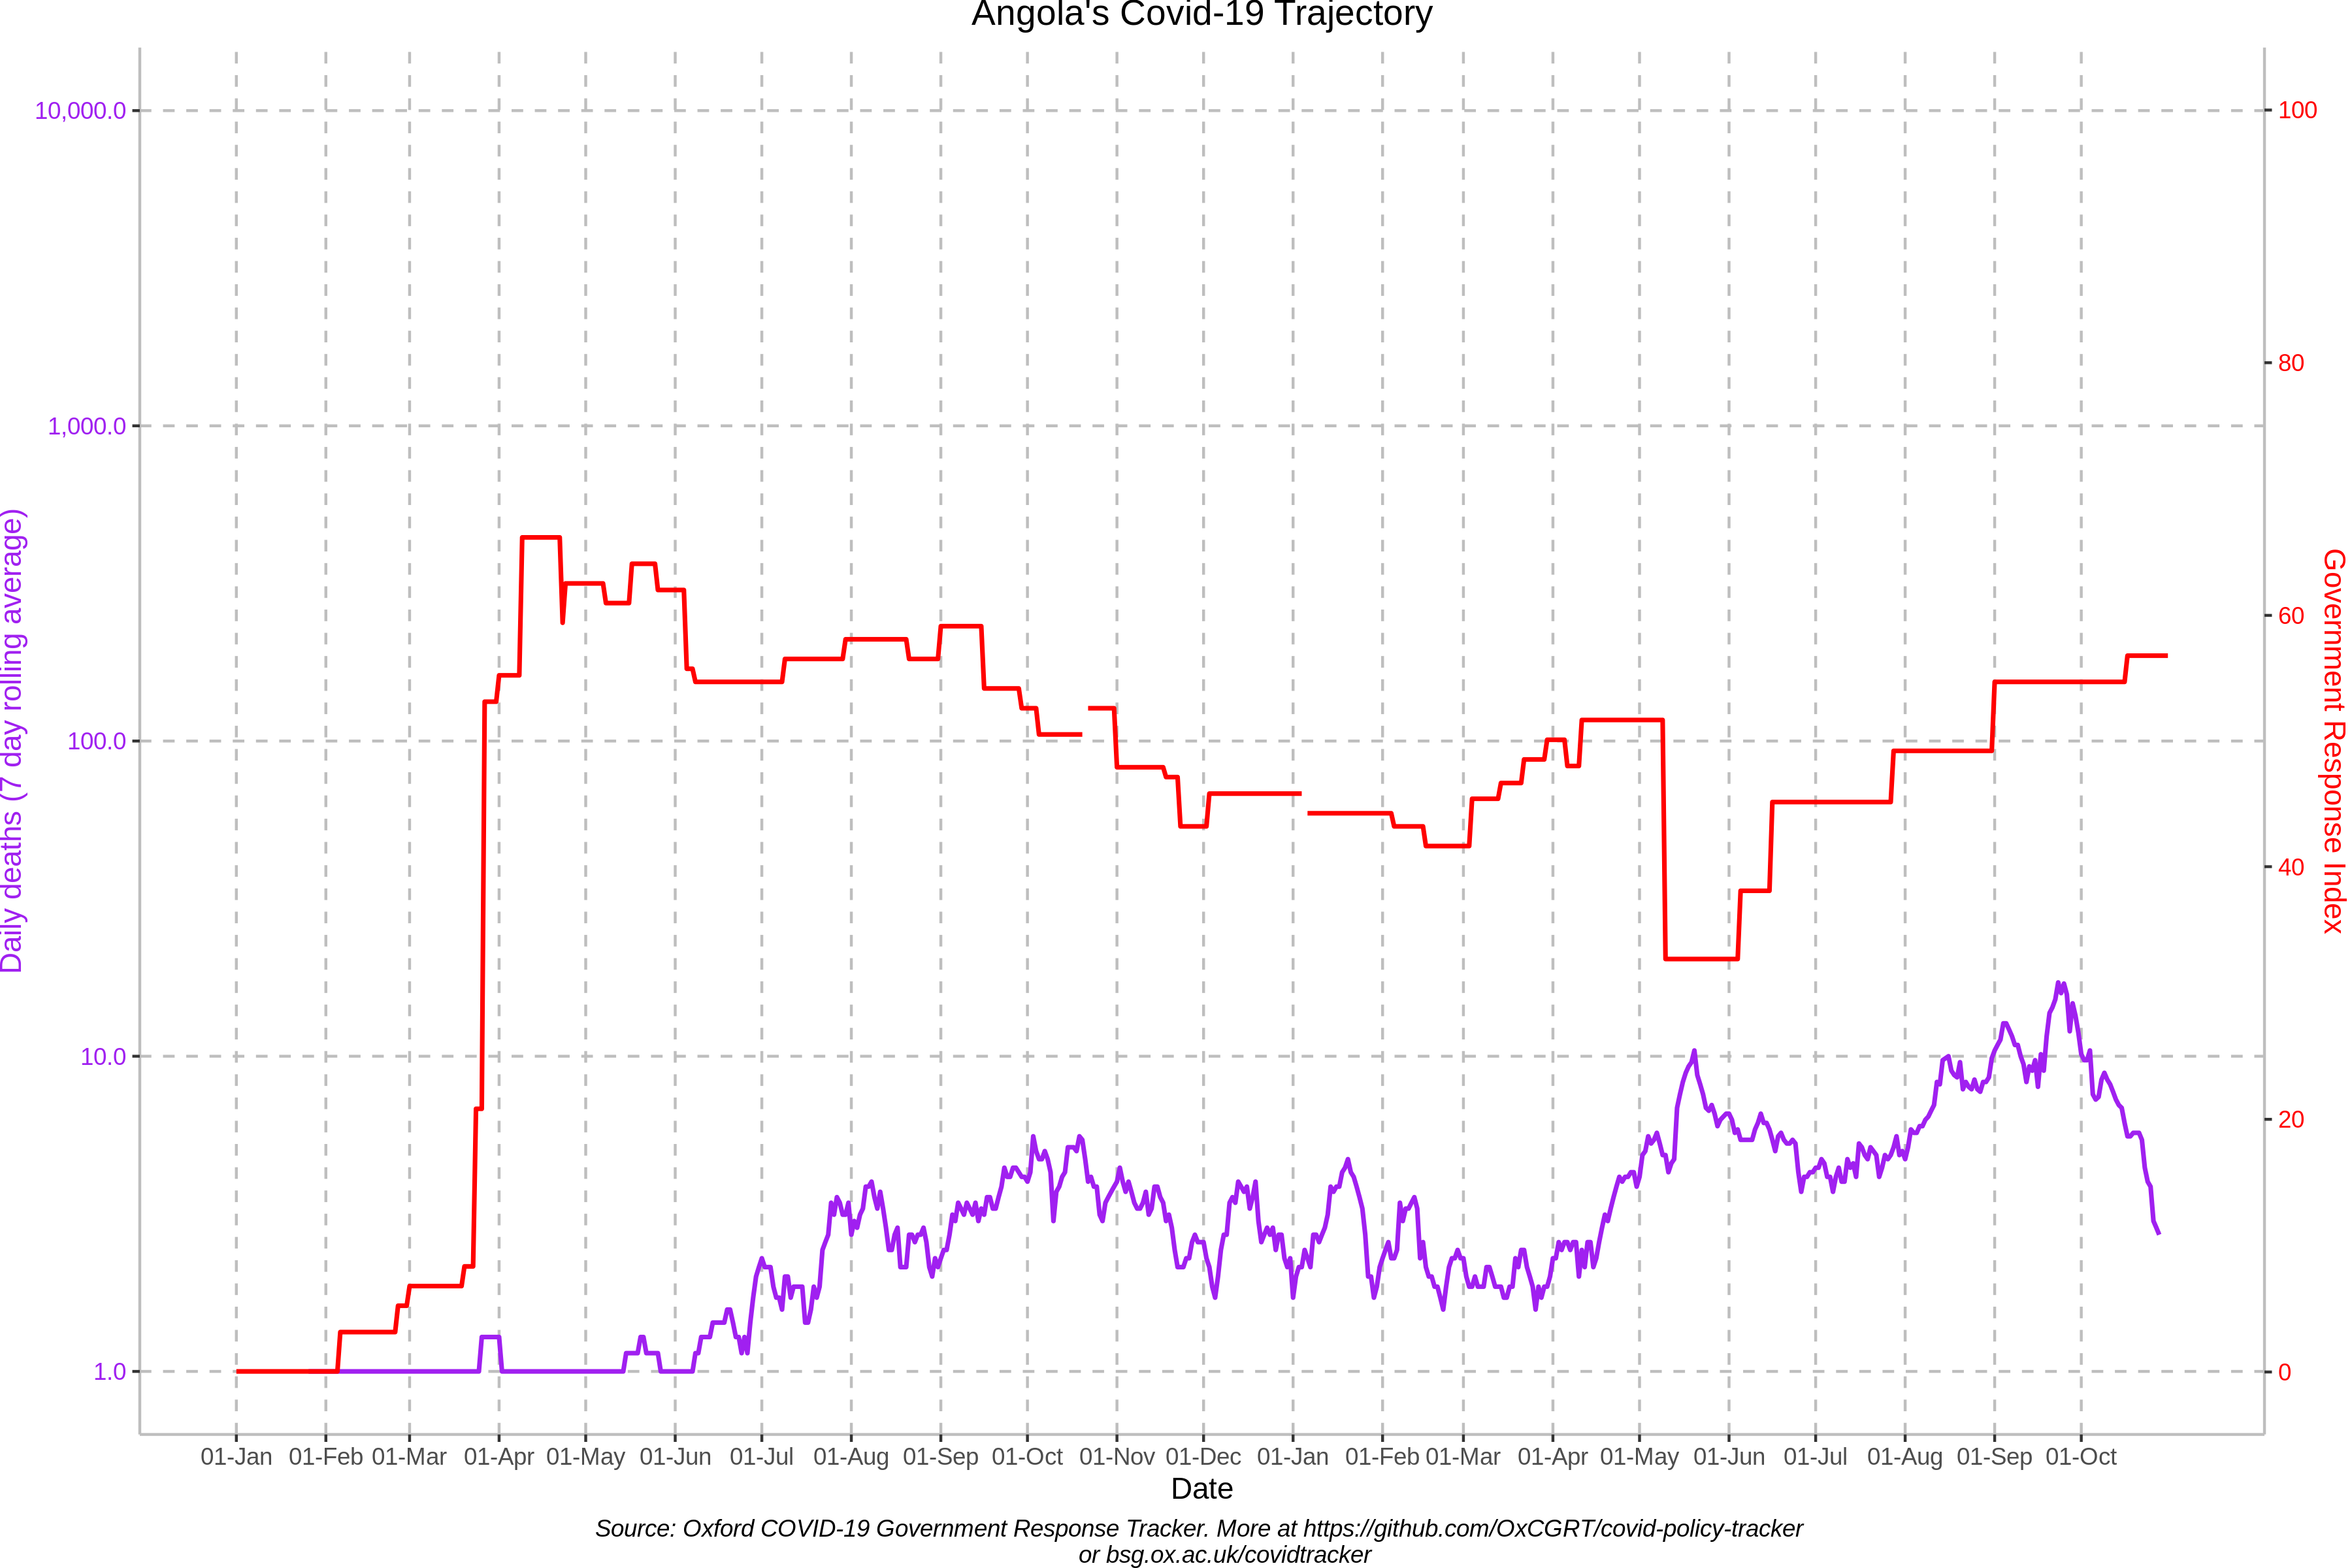 Angola's Covid-19 Trajectory
10,000.0
1,000.0
100.0
10.0
1.0
Daily deaths (7 day rolling average)
100
80
60
40
20
0
Government Response Index
01-Jan 01-Feb 01-Mar 01-Apr 01-May 01-Jun 01-Jul 01-Aug 01-Sep 01-Oct 01-Nov 01-Dec 01-Jan 01-Feb 01-Mar 01-Apr 01-May 01-Jun 01-Jul 01-Aug 01-Sep 01-Oct
Date
Source: Oxford COVID-19 Government Response Tracker. More at https://github.com/OxCGRT/covid-policy-tracker
or bsg.ox.ac.uk/covidtracker